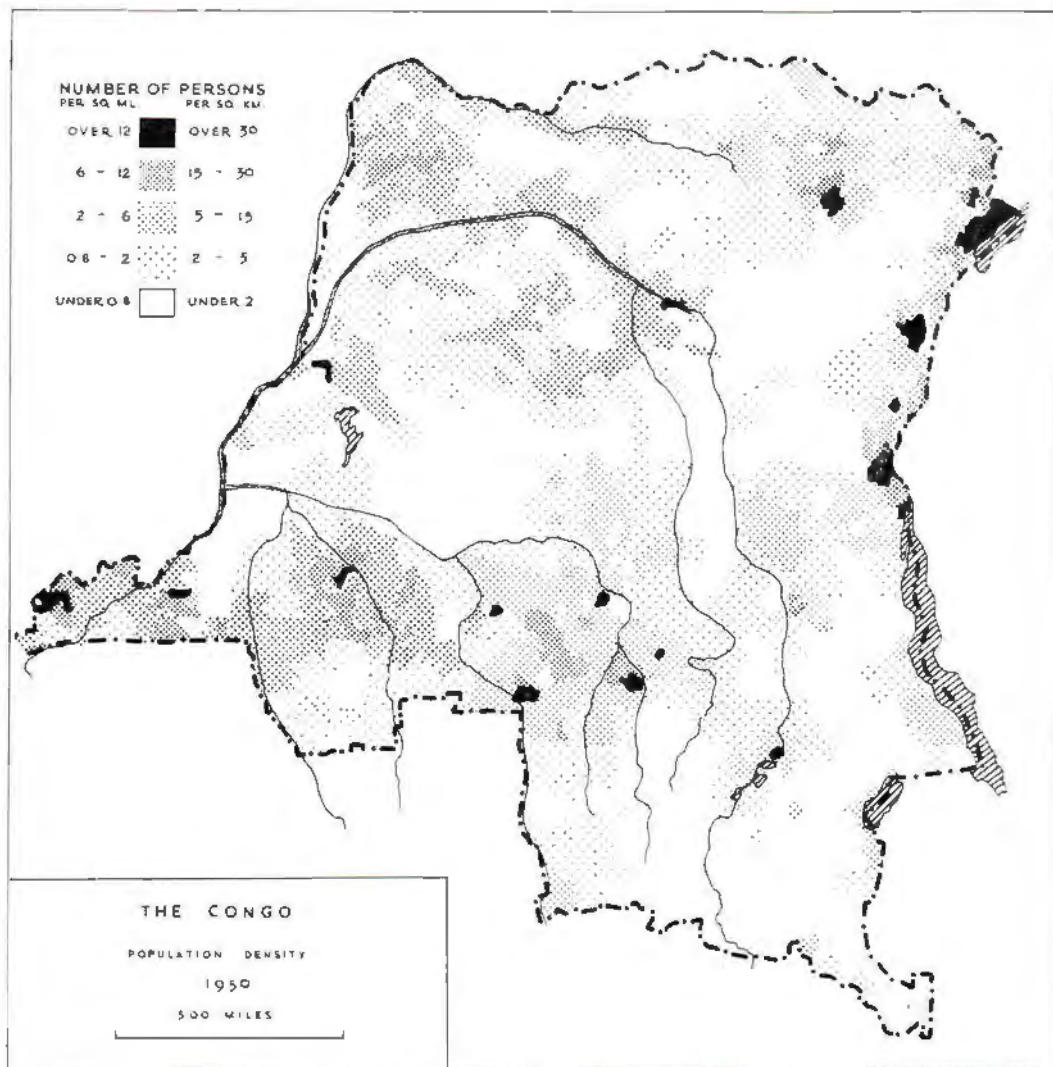 NUMBER OF PERSONS
PER SQ. ML. PER SQ. KM.
OVER 12 OVER 30
6 - 12 15 - 30
2 - 6 5 - 15
0.8 - 2 2 - 5
UNDER 0.8 UNDER 2
THE CONGO
POPULATION DENSITY
1950
500 MILES